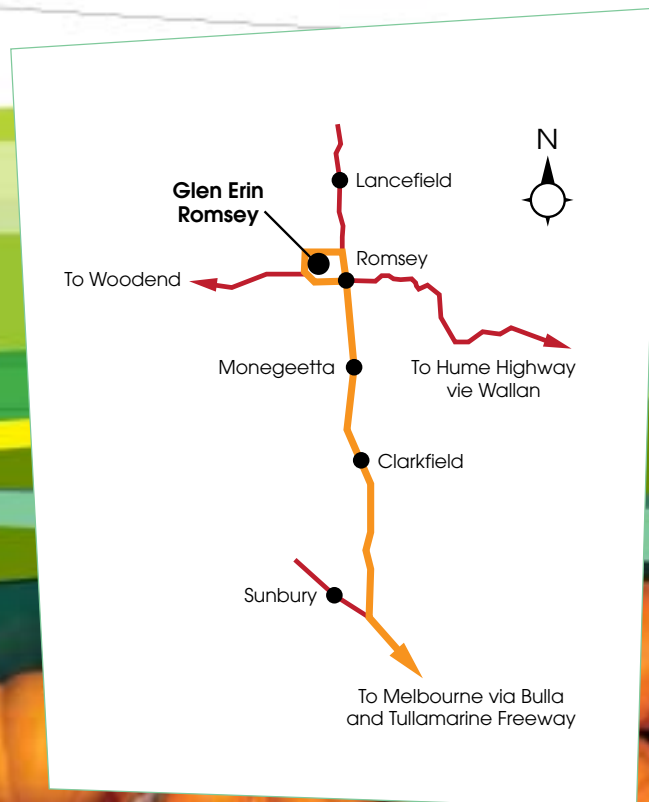 N
Lancefield
Glen Erin
Romsey
Romsey
To Woodend
Monegeetta
To Hume Highway
vie Wallan
Clarkfield
Sunbury
To Melbourne via Bulla
and Tullamarine Freeway